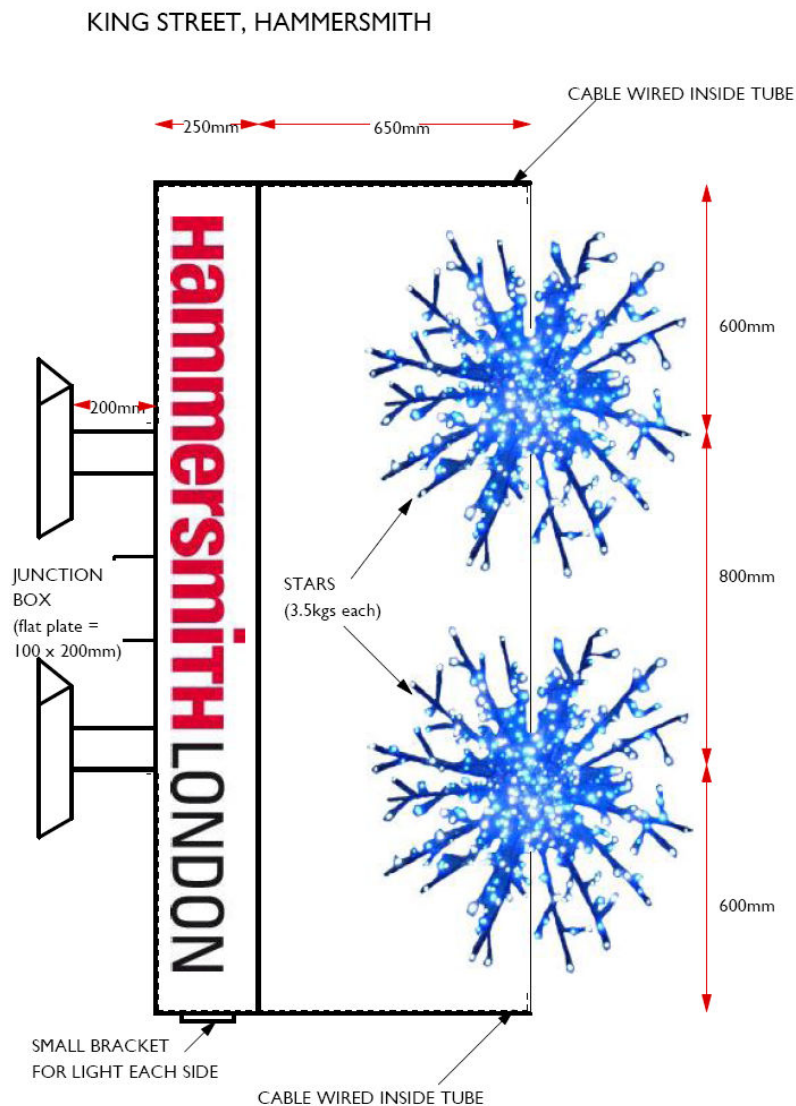 KING STREET, HAMMERSMITH
CABLE WIRED INSIDE TUBE
250mm
650mm
600mm
200mm
HammersmiTH LONDON
JUNCTION
BOX
(flat plate =
100 x 200mm)
STARS
(3.5kgs each)
800mm
600mm
SMALL BRACKET
FOR LIGHT EACH SIDE
CABLE WIRED INSIDE TUBE